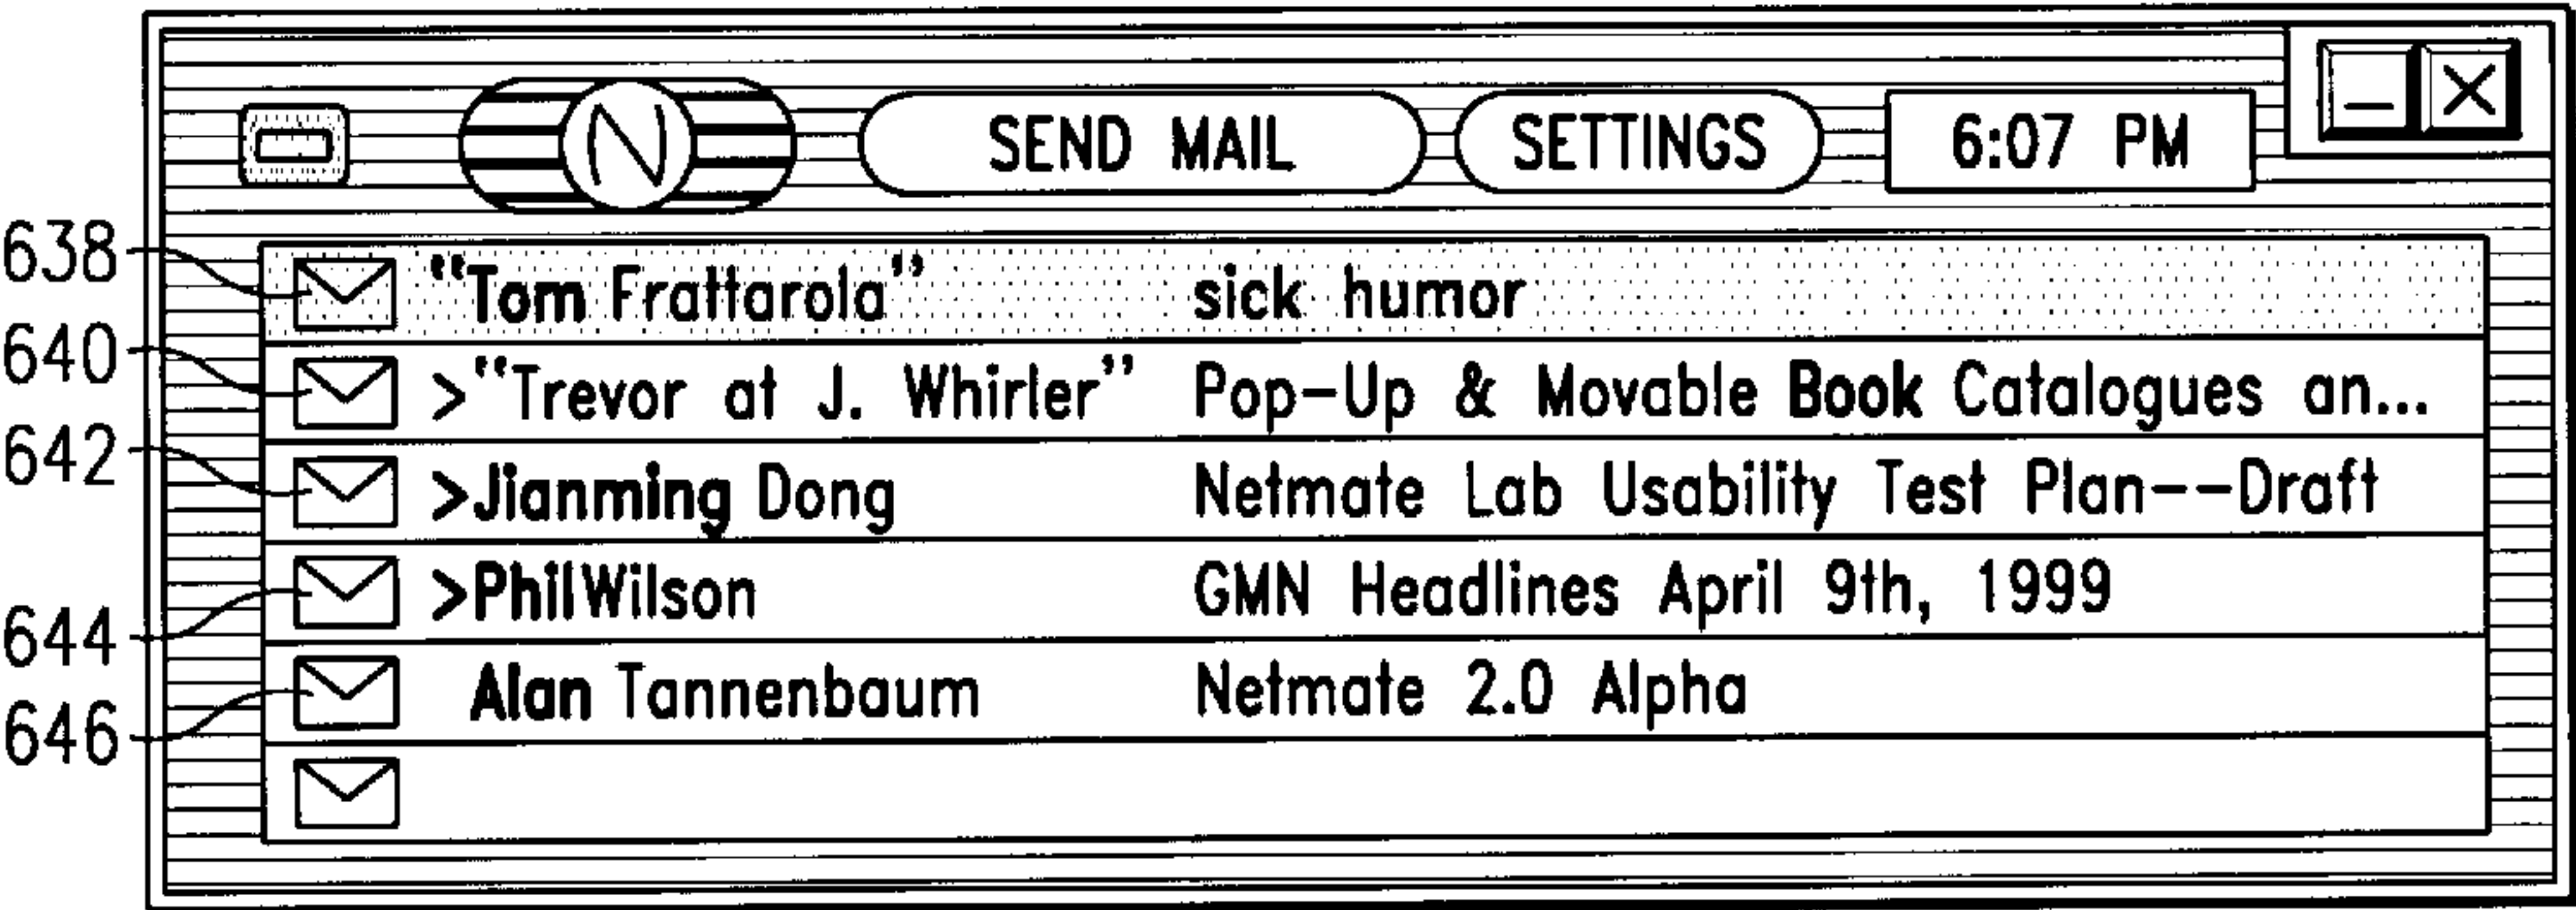 N SEND MAIL SETTINGS 6:07 PM
638 "Tom Frattarola" sick humor
640 >"Trevor at J. Whirler" Pop-Up & Movable Book Catalogues an...
642 >Jianming Dong Netmate Lab Usability Test Plan--Draft
644 >PhilWilson GMN Headlines April 9th, 1999
646 Alan Tannenbaum Netmate 2.0 Alpha